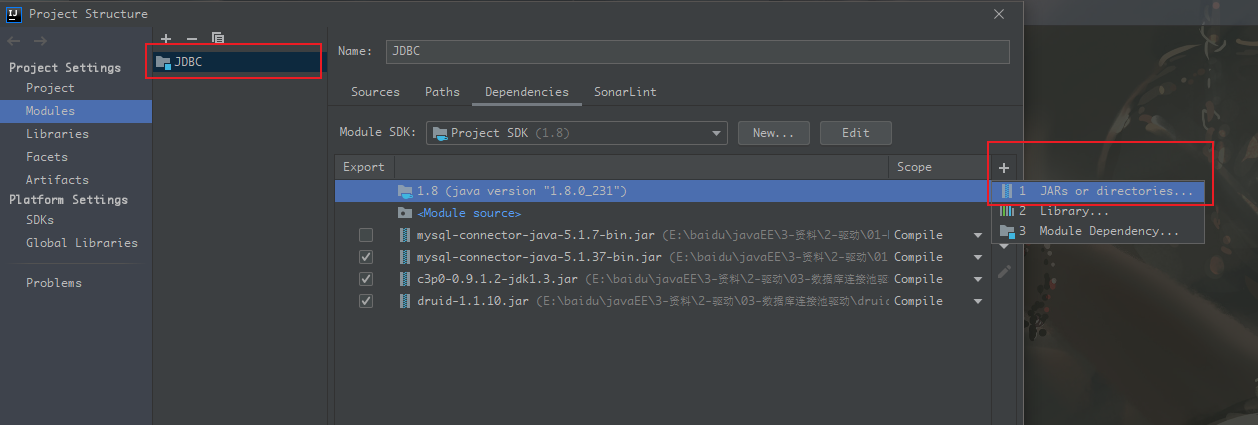 Project Structure
Project Settings
Project
Modules
Libraries
Facets
Artifacts
Platform Settings
SDKs
Global Libraries
Problems
JDBC
Name: JDBC
Sources Paths Dependencies SonarLint
Module SDK: Project SDK (1.8) New... Edit
Export Scope
1.8 (java version "1.8.0_231")
<Module source>
mysql-connector-java-5.1.7-bin.jar (E:\baidu\javaEE\3-资料\2-驱动\01- Compile
mysql-connector-java-5.1.37-bin.jar (E:\baidu\javaEE\3-资料\2-驱动\01 Compile
c3p0-0.9.1.2-jdk1.3.jar (E:\baidu\javaEE\3-资料\2-驱动\03-数据库连接池驱 Compile
druid-1.1.10.jar (E:\baidu\javaEE\3-资料\2-驱动\03-数据库连接池驱动\druid Compile
1 JARs or directories...
2 Library...
3 Module Dependency...